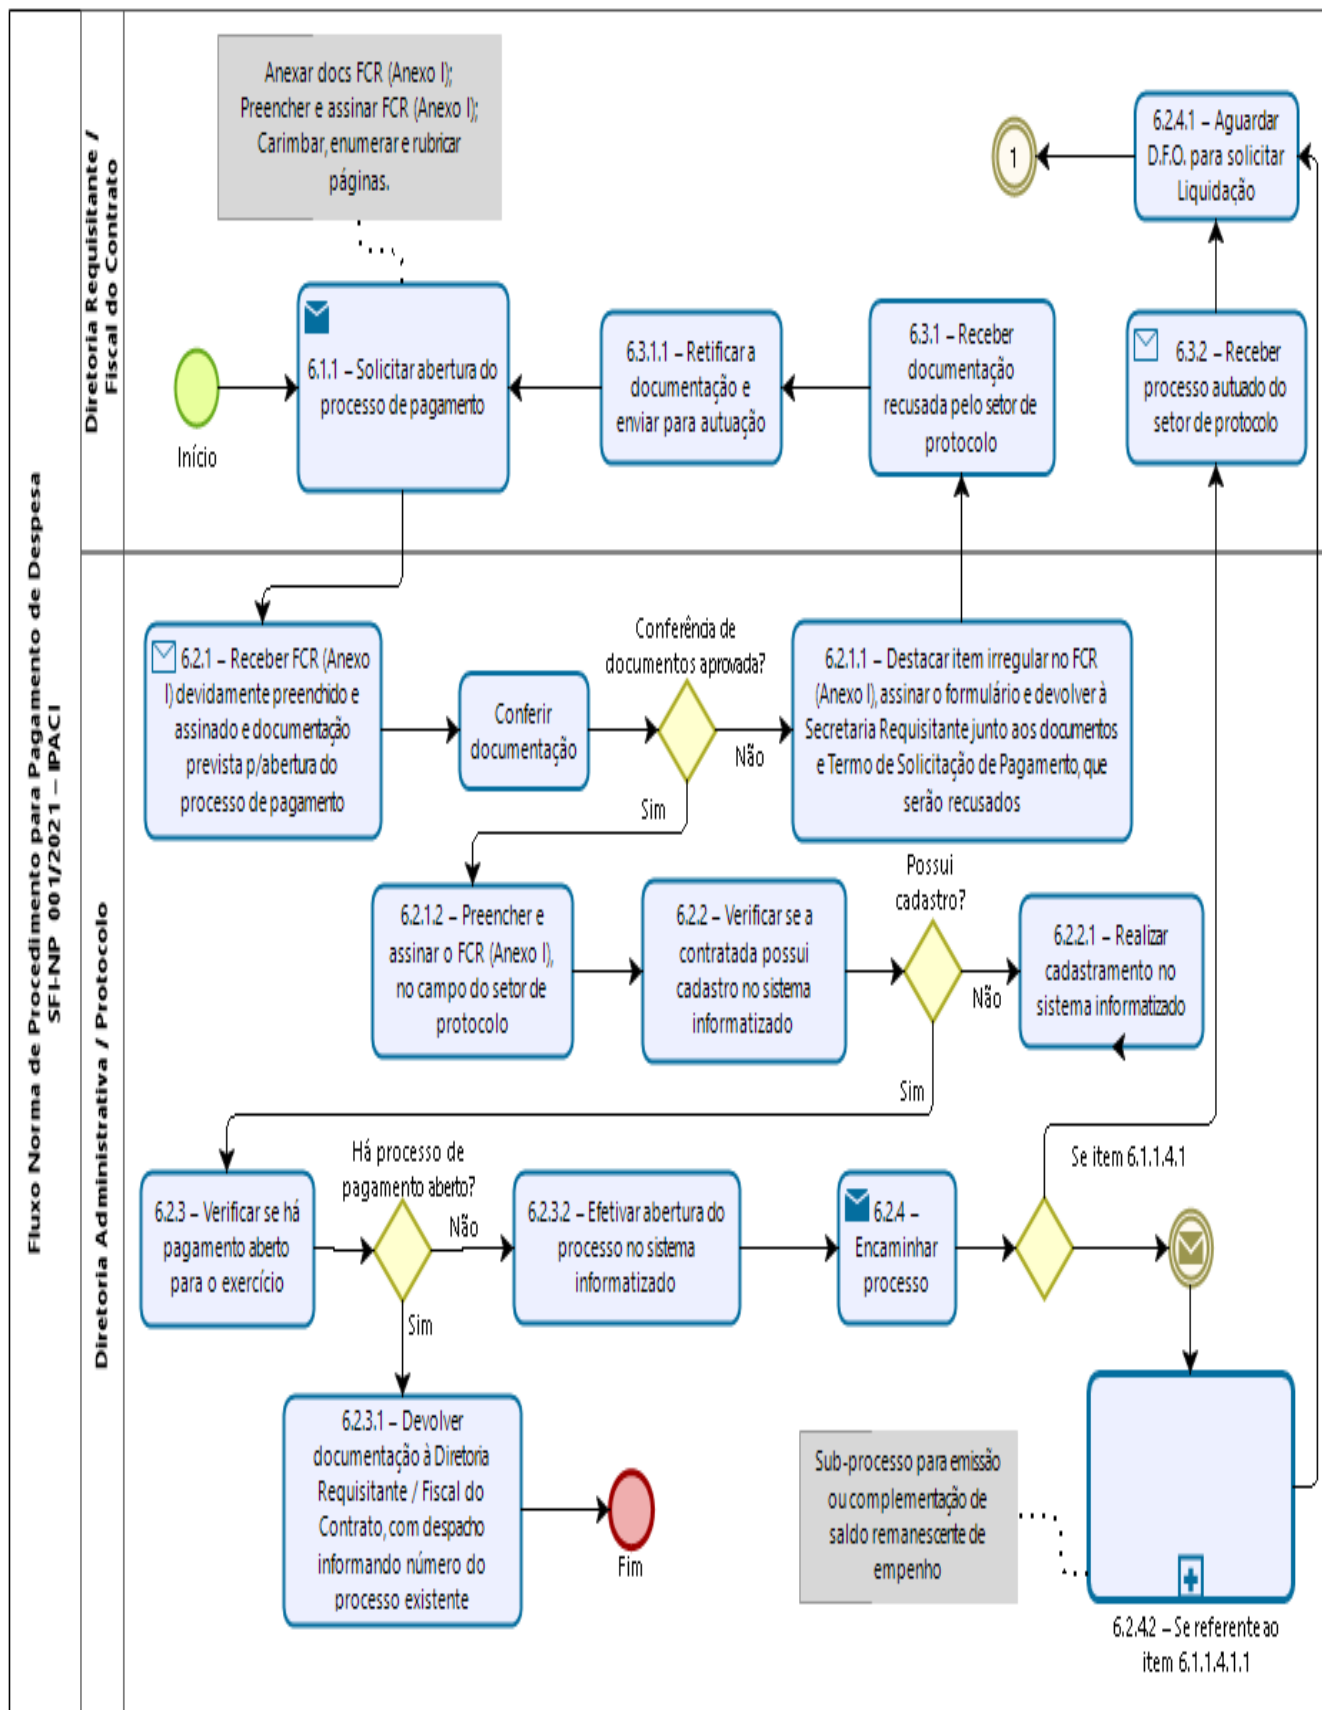 Fluxo Norma de Procedimento para Pagamento de Despesa
SFI-NP 001/2021 – IPACI
Diretoria Requisitante /
Fiscal do Contrato
Anexar docs FCR (Anexo I);
Preencher e assinar FCR (Anexo I);
Carimbar, enumerar e rubricar
páginas.
1
6.2.4.1 – Aguardar
D.F.O. para solicitar
Liquidação
Início
6.1.1 – Solicitar abertura do
processo de pagamento
6.3.1.1 – Retificar a
documentação e
enviar para autuação
6.3.1 – Receber
documentação
recusada pelo setor de
protocolo
6.3.2 – Receber
processo autuado do
setor de protocolo
Diretoria Administrativa / Protocolo
6.2.1 – Receber FCR (Anexo
I) devidamente preenchido e
assinado e documentação
prevista p/abertura do
processo de pagamento
Conferir
documentação
Conferência de
documentos aprovada?
Não
Sim
6.2.1.1 – Destacar item irregular no FCR
(Anexo I), assinar o formulário e devolver à
Secretaria Requisitante junto aos documentos
e Termo de Solicitação de Pagamento, que
serão recusados
6.2.1.2 – Preencher e
assinar o FCR (Anexo I),
no campo do setor de
protocolo
6.2.2 – Verificar se a
contratada possui
cadastro no sistema
informatizado
Possui
cadastro?
Não
Sim
6.2.2.1 – Realizar
cadastramento no
sistema informatizado
6.2.3 – Verificar se há
pagamento aberto
para o exercício
Há processo de
pagamento aberto?
Não
Sim
6.2.3.2 – Efetivar abertura do
processo no sistema
informatizado
6.2.4 –
Encaminhar
processo
Se item 6.1.1.4.1
6.2.3.1 – Devolver
documentação à Diretoria
Requisitante / Fiscal do
Contrato, com despacho
informando número do
processo existente
Fim
Sub-processo para emissão
ou complementação de
saldo remanescente de
empenho
6.2.4.2 – Se referente ao
item 6.1.1.4.1.1